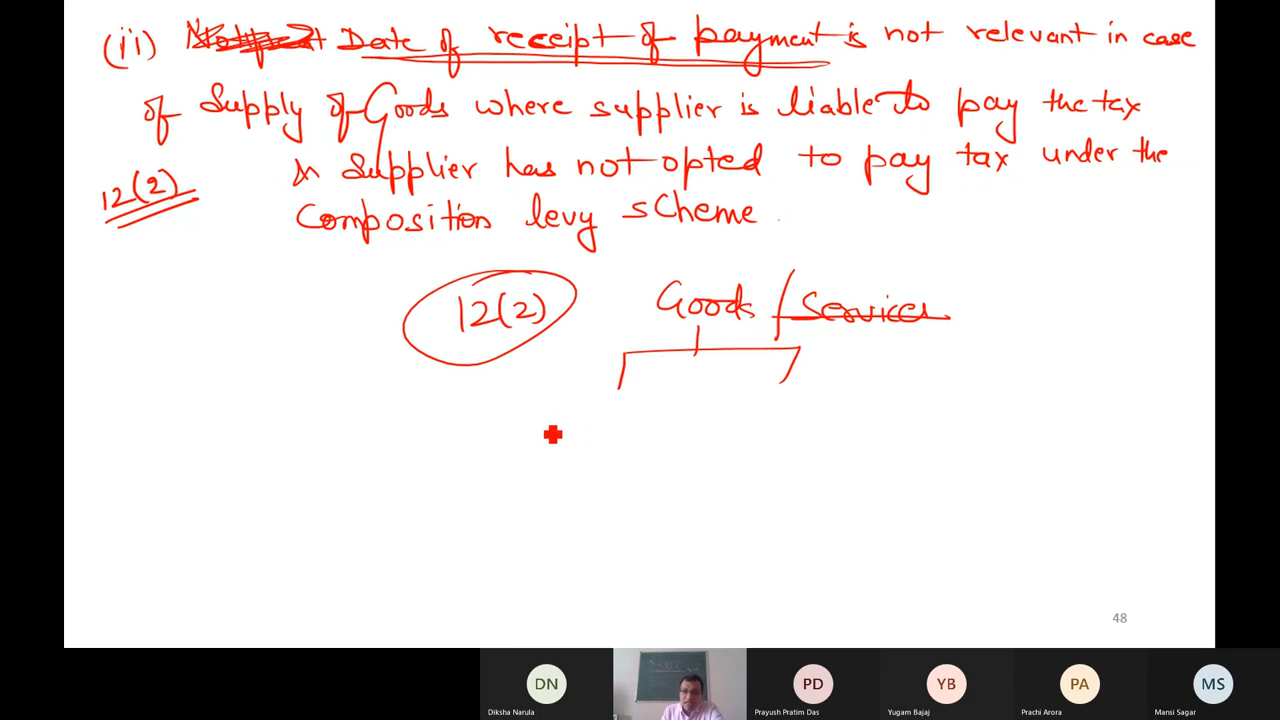 (ii) Date of receipt of payment is not relevant in case
of Supply of Goods where supplier is liable to pay the tax
& Supplier has not opted to pay tax under the
12(2)
Composition levy scheme
12(2) Goods / Services
48
DN PD YB PA MS
Diksha Narula Prayush Pratim Das Yugam Bajaj Prachi Arora Mansi Sagar